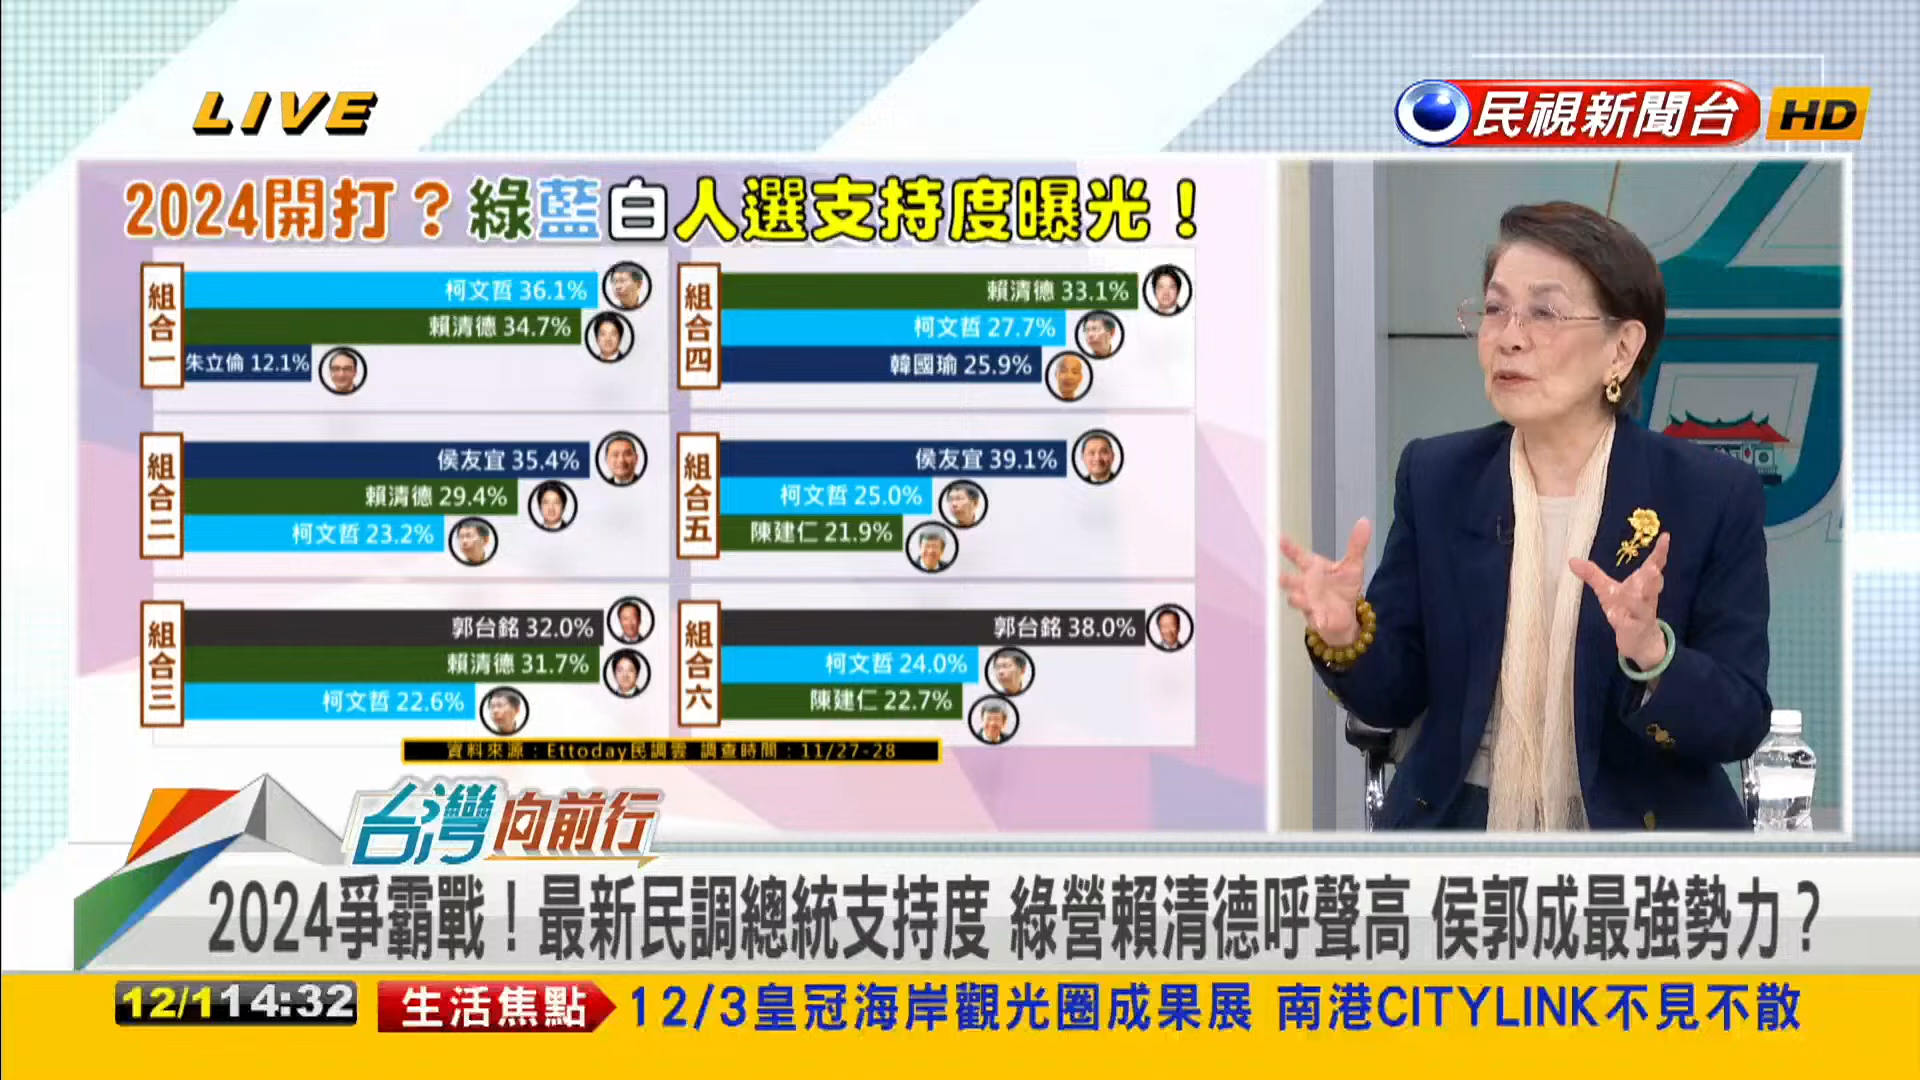 LIVE
民視新聞台 HD
2024開打？綠藍白人選支持度曝光！
組合一
柯文哲 36.1%
賴清德 34.7%
朱立倫 12.1%
組合四
賴清德 33.1%
柯文哲 27.7%
韓國瑜 25.9%
組合二
侯友宜 35.4%
賴清德 29.4%
柯文哲 23.2%
組合五
侯友宜 39.1%
柯文哲 25.0%
陳建仁 21.9%
組合三
郭台銘 32.0%
賴清德 31.7%
柯文哲 22.6%
組合六
郭台銘 38.0%
柯文哲 24.0%
陳建仁 22.7%
資料來源：Ettoday民調雲 調查時間：11/27-28
台灣向前行
2024爭霸戰！最新民調總統支持度 綠營賴清德呼聲高 侯郭成最強勢力？
12/1 14:32 生活焦點 12/3皇冠海岸觀光圈成果展 南港CITYLINK不見不散